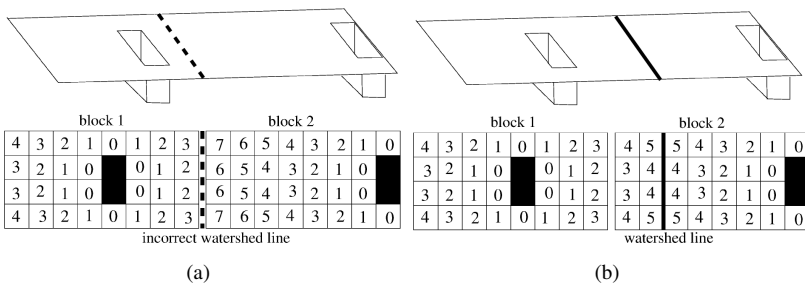 block 1 block 2
4 3 2 1 0 1 2 3 7 6 5 4 3 2 1 0
3 2 1 0 0 1 2 6 5 4 3 2 1 0
3 2 1 0 0 1 2 6 5 4 3 2 1 0
4 3 2 1 0 1 2 3 7 6 5 4 3 2 1 0
incorrect watershed line
(a)
block 1 block 2
4 3 2 1 0 1 2 3 4 5 5 4 3 2 1 0
3 2 1 0 0 1 2 3 4 4 3 2 1 0
3 2 1 0 0 1 2 3 4 4 3 2 1 0
4 3 2 1 0 1 2 3 4 5 5 4 3 2 1 0
watershed line
(b)